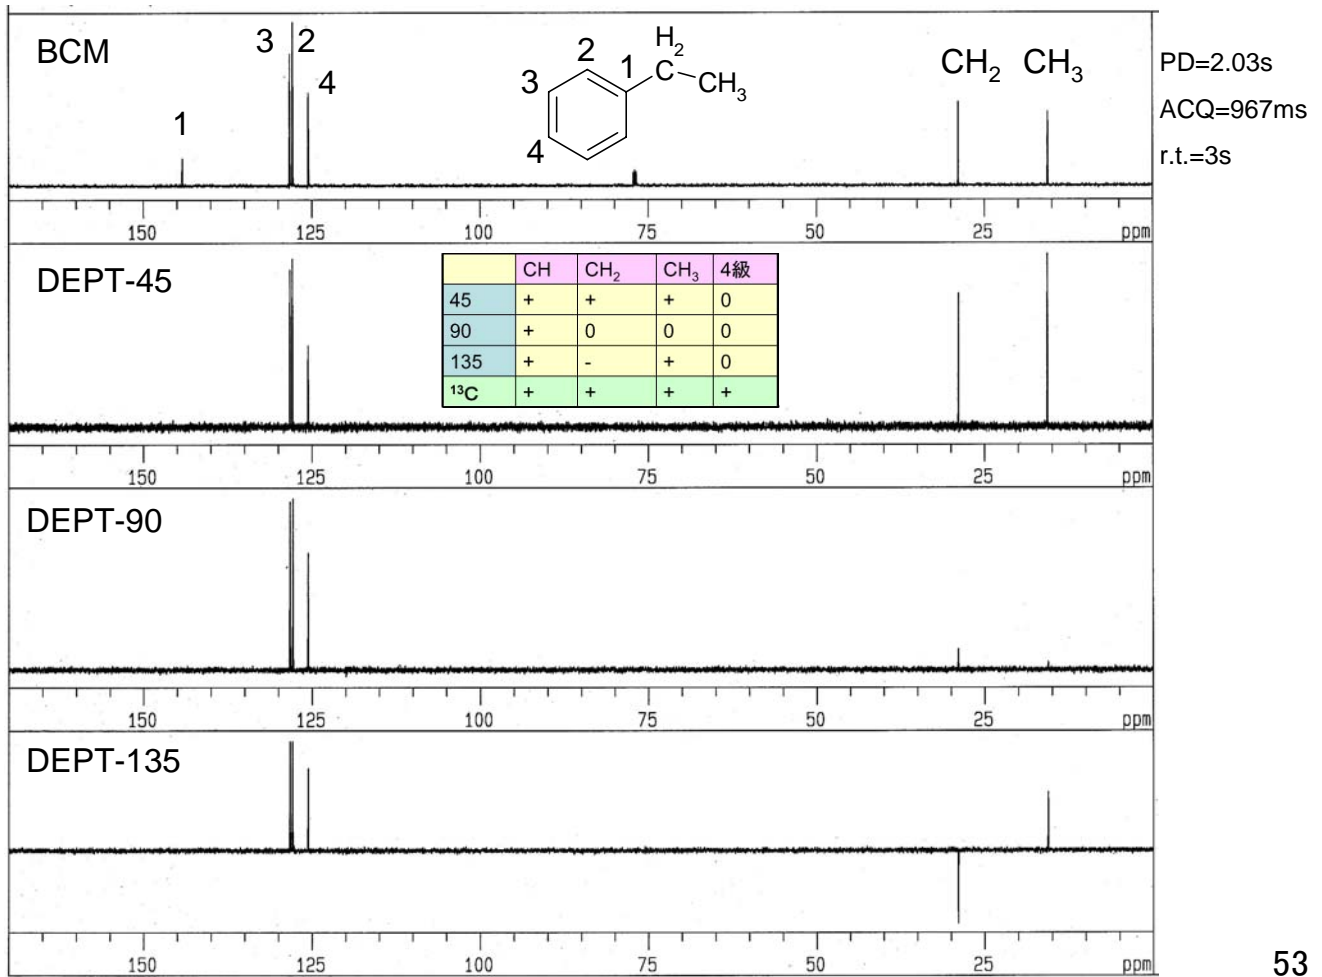 BCM
3 2
4
1
H2
C
CH3
2
1
3
4
CH2 CH3
PD=2.03s
ACQ=967ms
r.t.=3s
150 125 100 75 50 25 ppm
DEPT-45
CH CH2 CH3 4級
45 + + + 0
90 + 0 0 0
135 + - + 0
13C + + + +
150 125 100 75 50 25 ppm
DEPT-90
150 125 100 75 50 25 ppm
DEPT-135
150 125 100 75 50 25 ppm
53